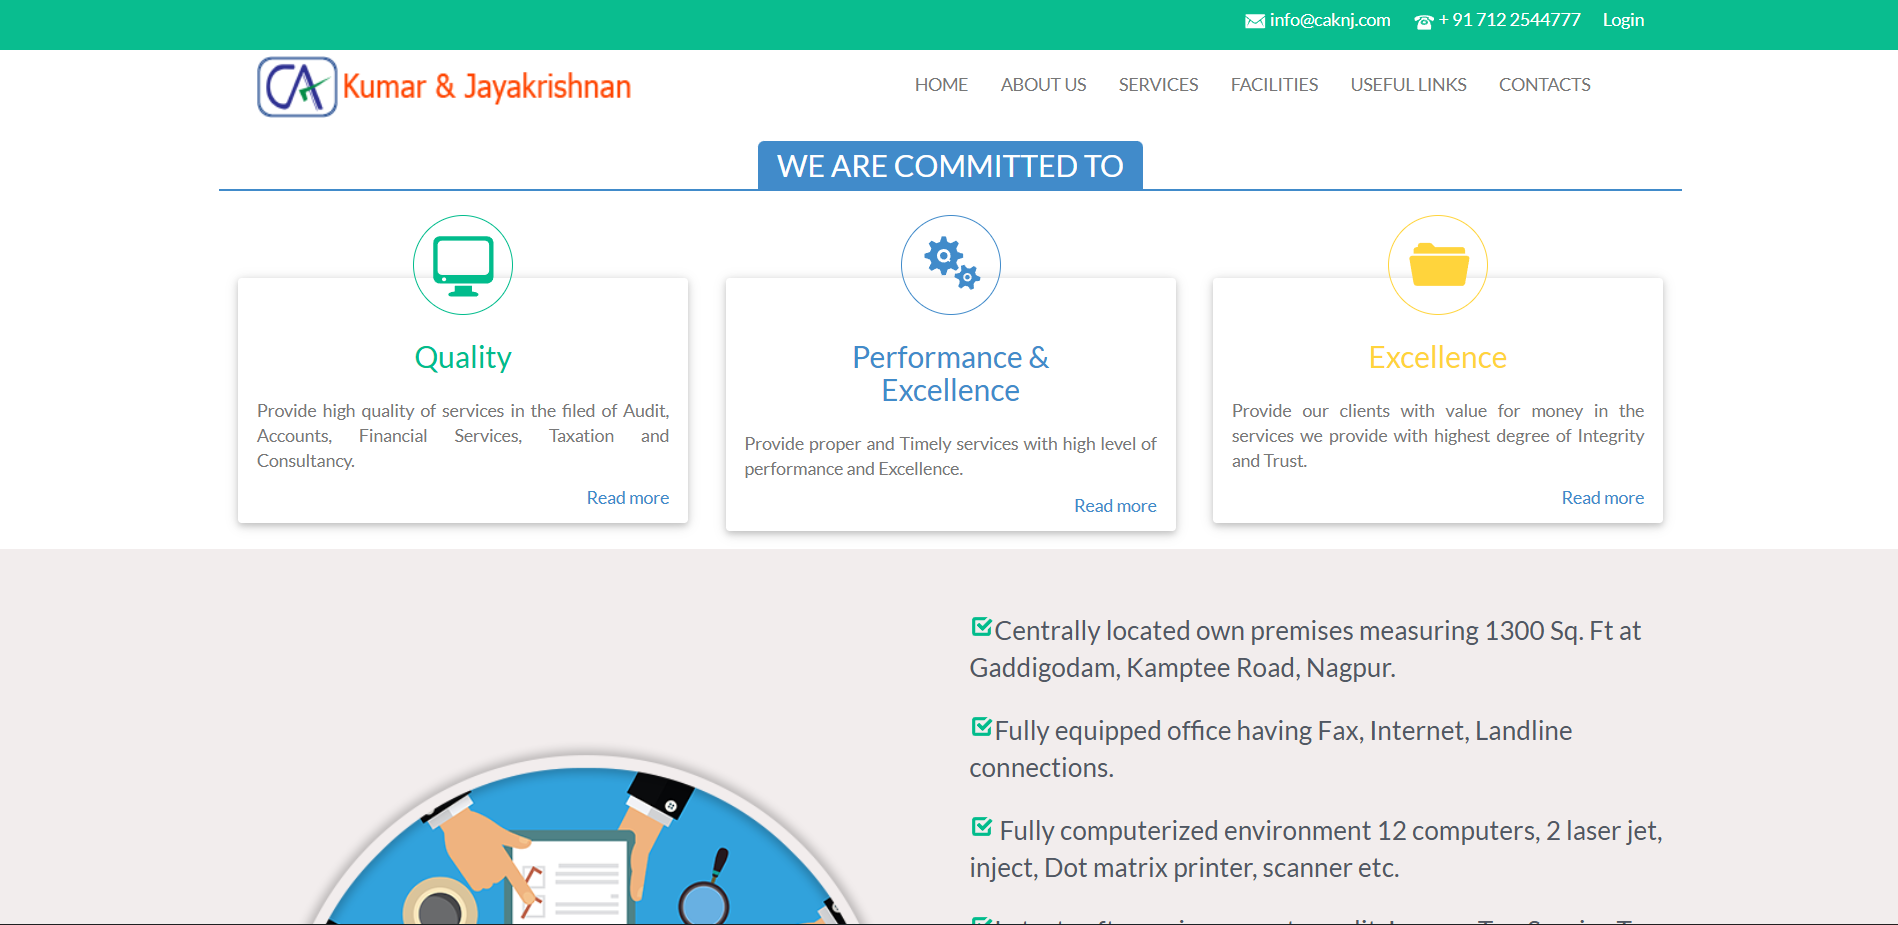 info@caknj.com + 91 712 2544777 Login
CA Kumar & Jayakrishnan
HOME ABOUT US SERVICES FACILITIES USEFUL LINKS CONTACTS
WE ARE COMMITTED TO
Quality
Provide high quality of services in the filed of Audit,
Accounts, Financial Services, Taxation and
Consultancy.
Read more
Performance &
Excellence
Provide proper and Timely services with high level of
performance and Excellence.
Read more
Excellence
Provide our clients with value for money in the
services we provide with highest degree of Integrity
and Trust.
Read more
Centrally located own premises measuring 1300 Sq. Ft at
Gaddigodam, Kamptee Road, Nagpur.
Fully equipped office having Fax, Internet, Landline
connections.
Fully computerized environment 12 computers, 2 laser jet,
inject, Dot matrix printer, scanner etc.